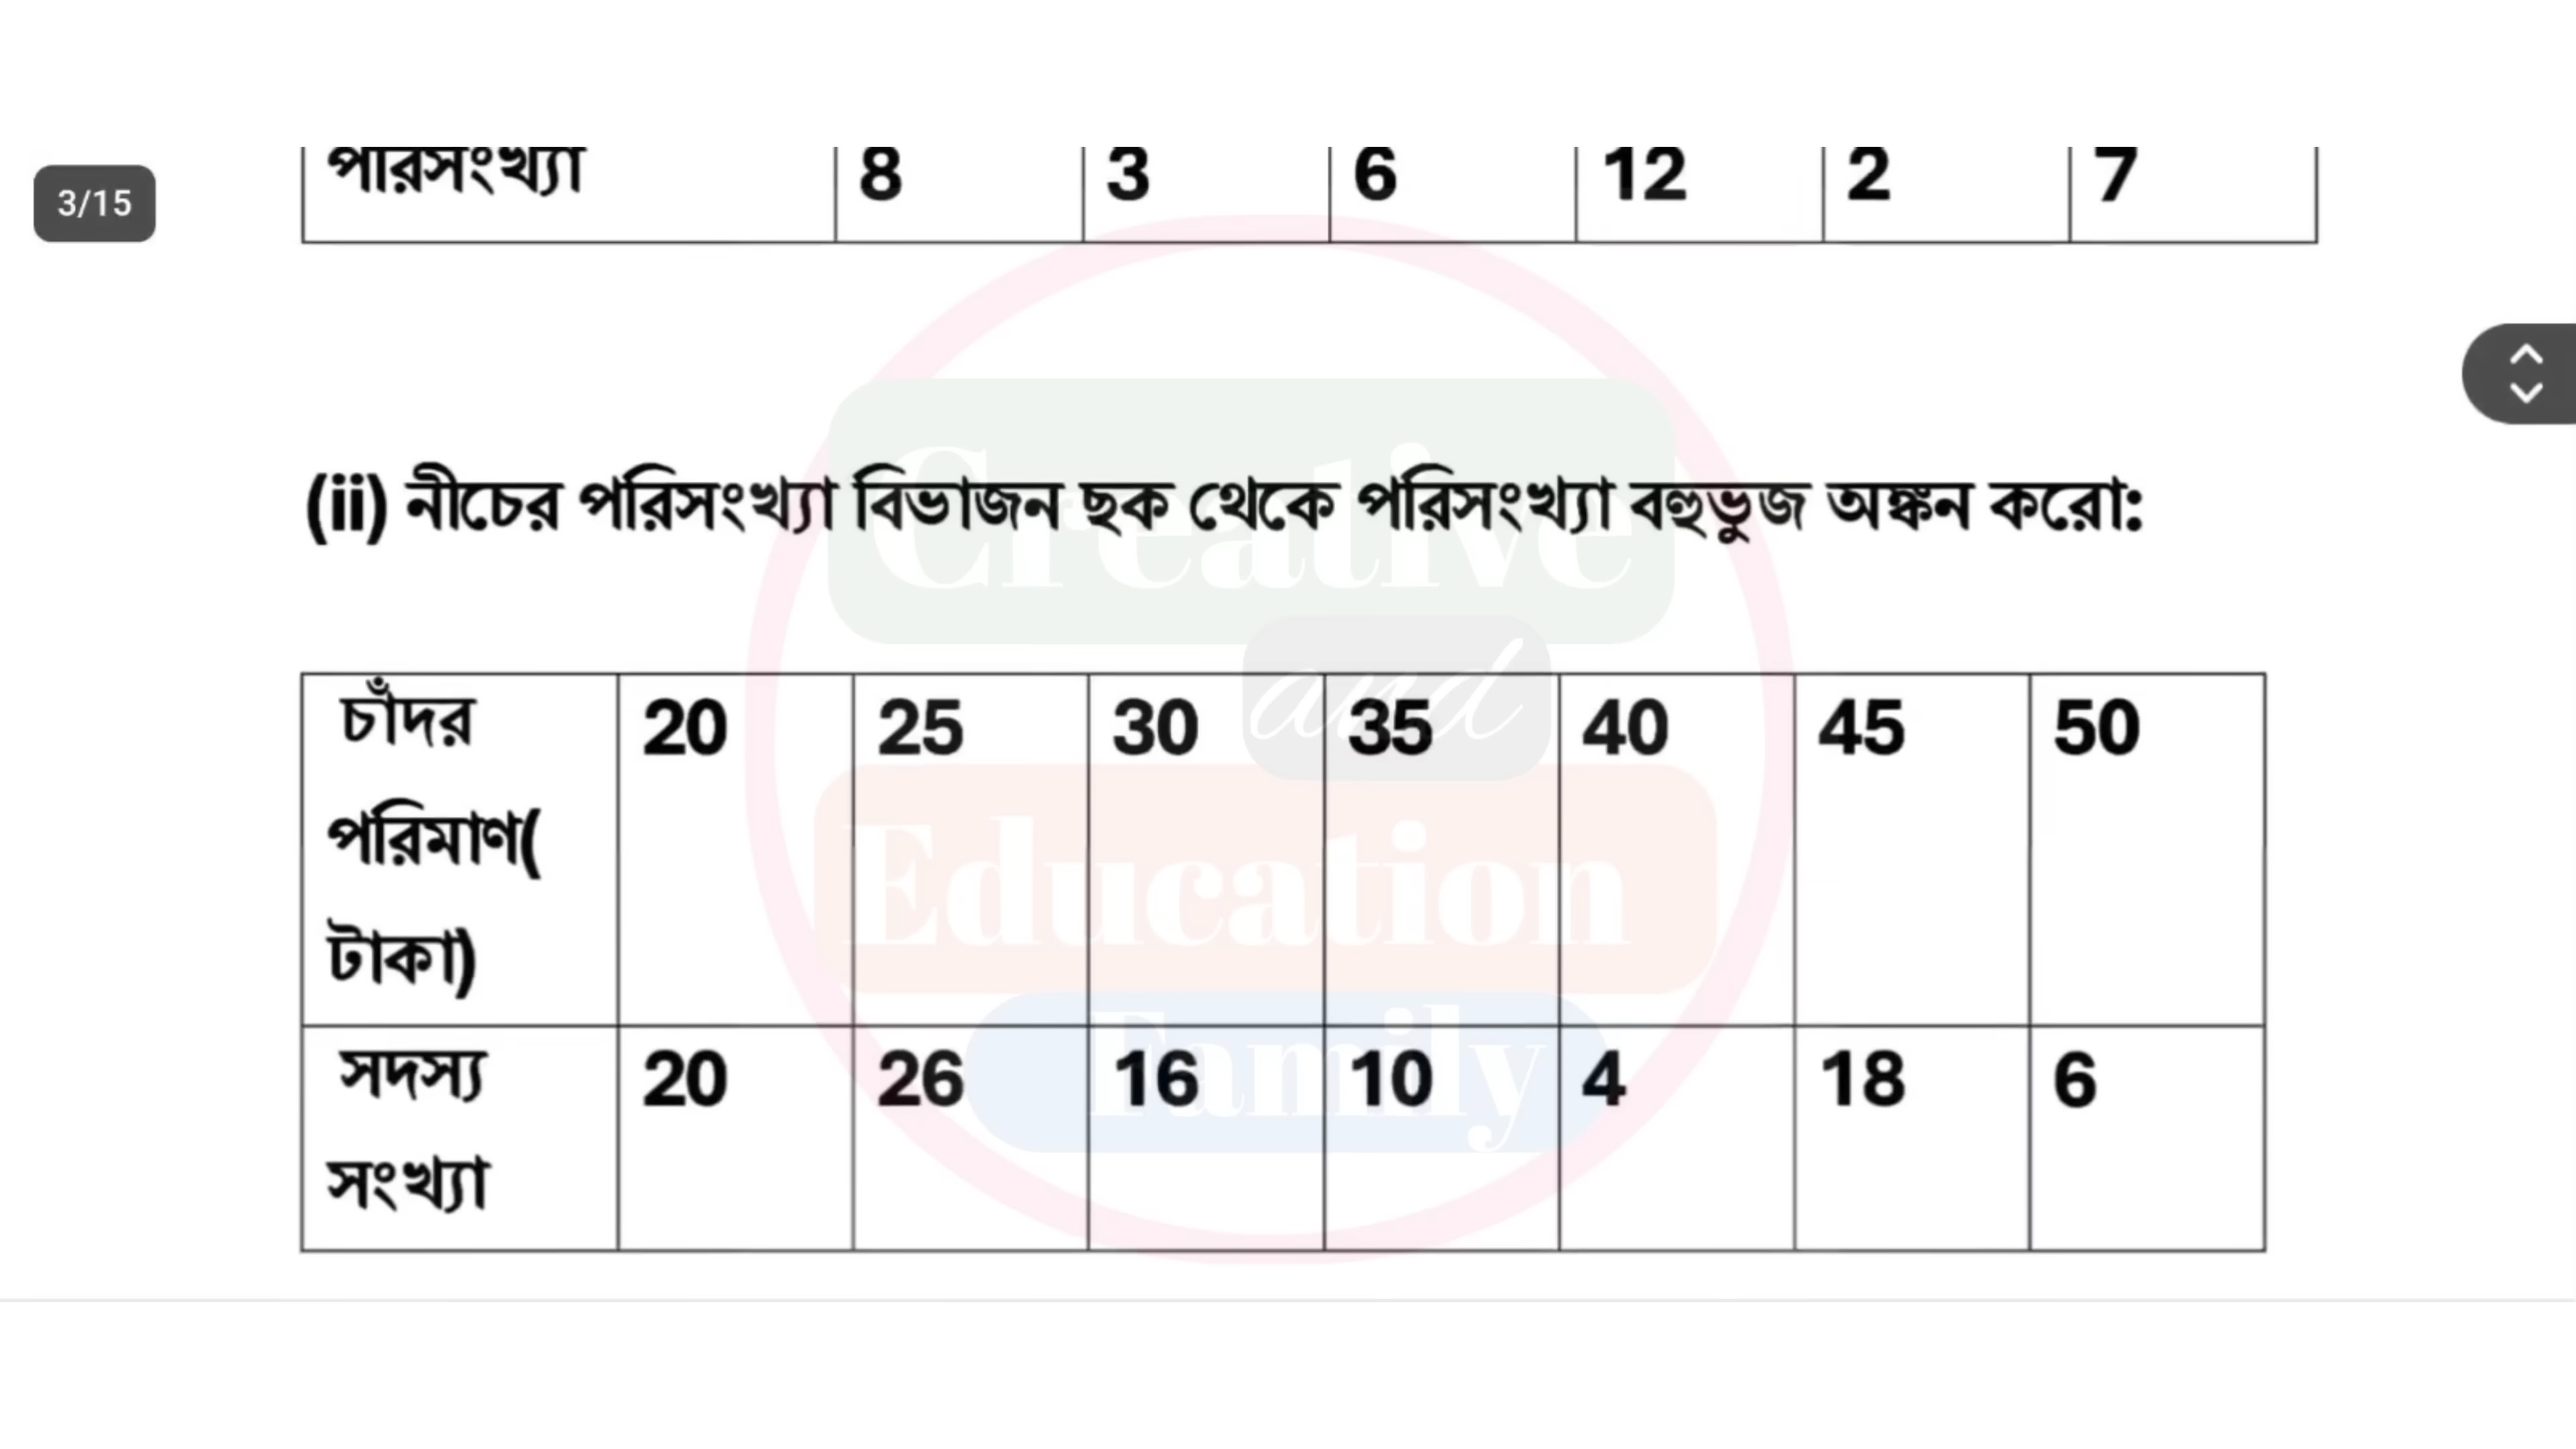 পরিসংখ্যা 8 3 6 12 2 7
3/15
(ii) নীচের পরিসংখ্যা বিভাজন ছক থেকে পরিসংখ্যা বহুভুজ অঙ্কন করো:
চাঁদর 20 25 30 35 40 45 50
পরিমাণ(
টাকা)
সদস্য 20 26 16 10 4 18 6
সংখ্যা
Creative
and
Education
Family